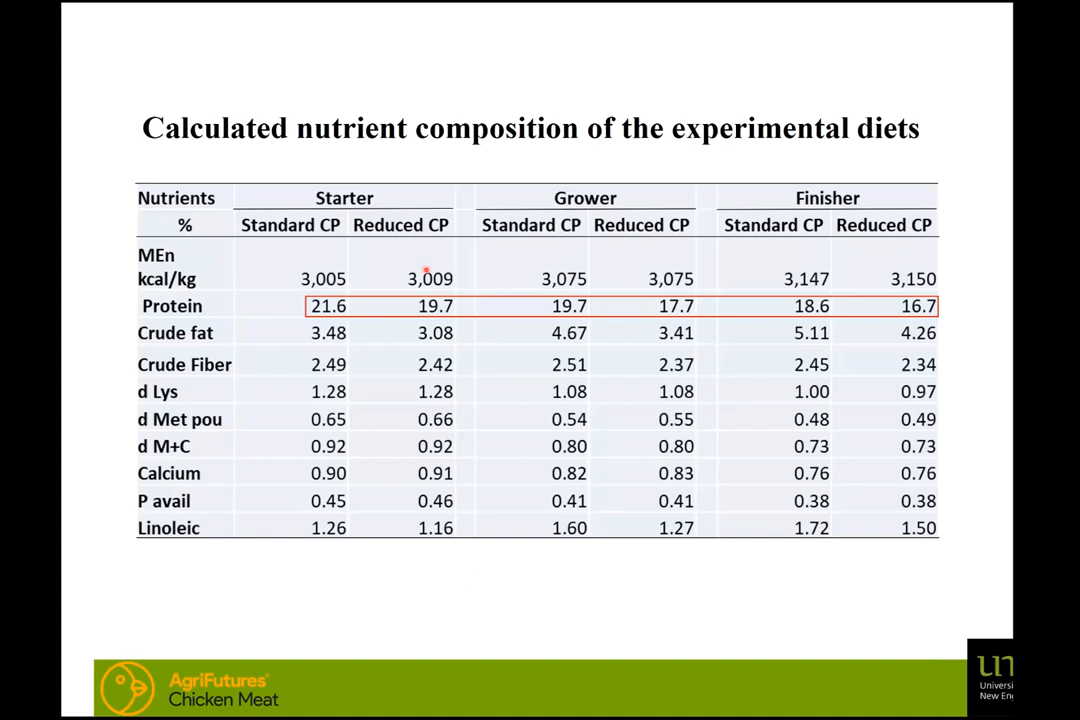 Calculated nutrient composition of the experimental diets
Nutrients Starter Grower Finisher
% Standard CP Reduced CP Standard CP Reduced CP Standard CP Reduced CP
MEn
kcal/kg 3,005 3,009 3,075 3,075 3,147 3,150
Protein 21.6 19.7 19.7 17.7 18.6 16.7
Crude fat 3.48 3.08 4.67 3.41 5.11 4.26
Crude Fiber 2.49 2.42 2.51 2.37 2.45 2.34
d Lys 1.28 1.28 1.08 1.08 1.00 0.97
d Met pou 0.65 0.66 0.54 0.55 0.48 0.49
d M+C 0.92 0.92 0.80 0.80 0.73 0.73
Calcium 0.90 0.91 0.82 0.83 0.76 0.76
P avail 0.45 0.46 0.41 0.41 0.38 0.38
Linoleic 1.26 1.16 1.60 1.27 1.72 1.50
AgriFutures®
Chicken Meat
un
Universi
New En